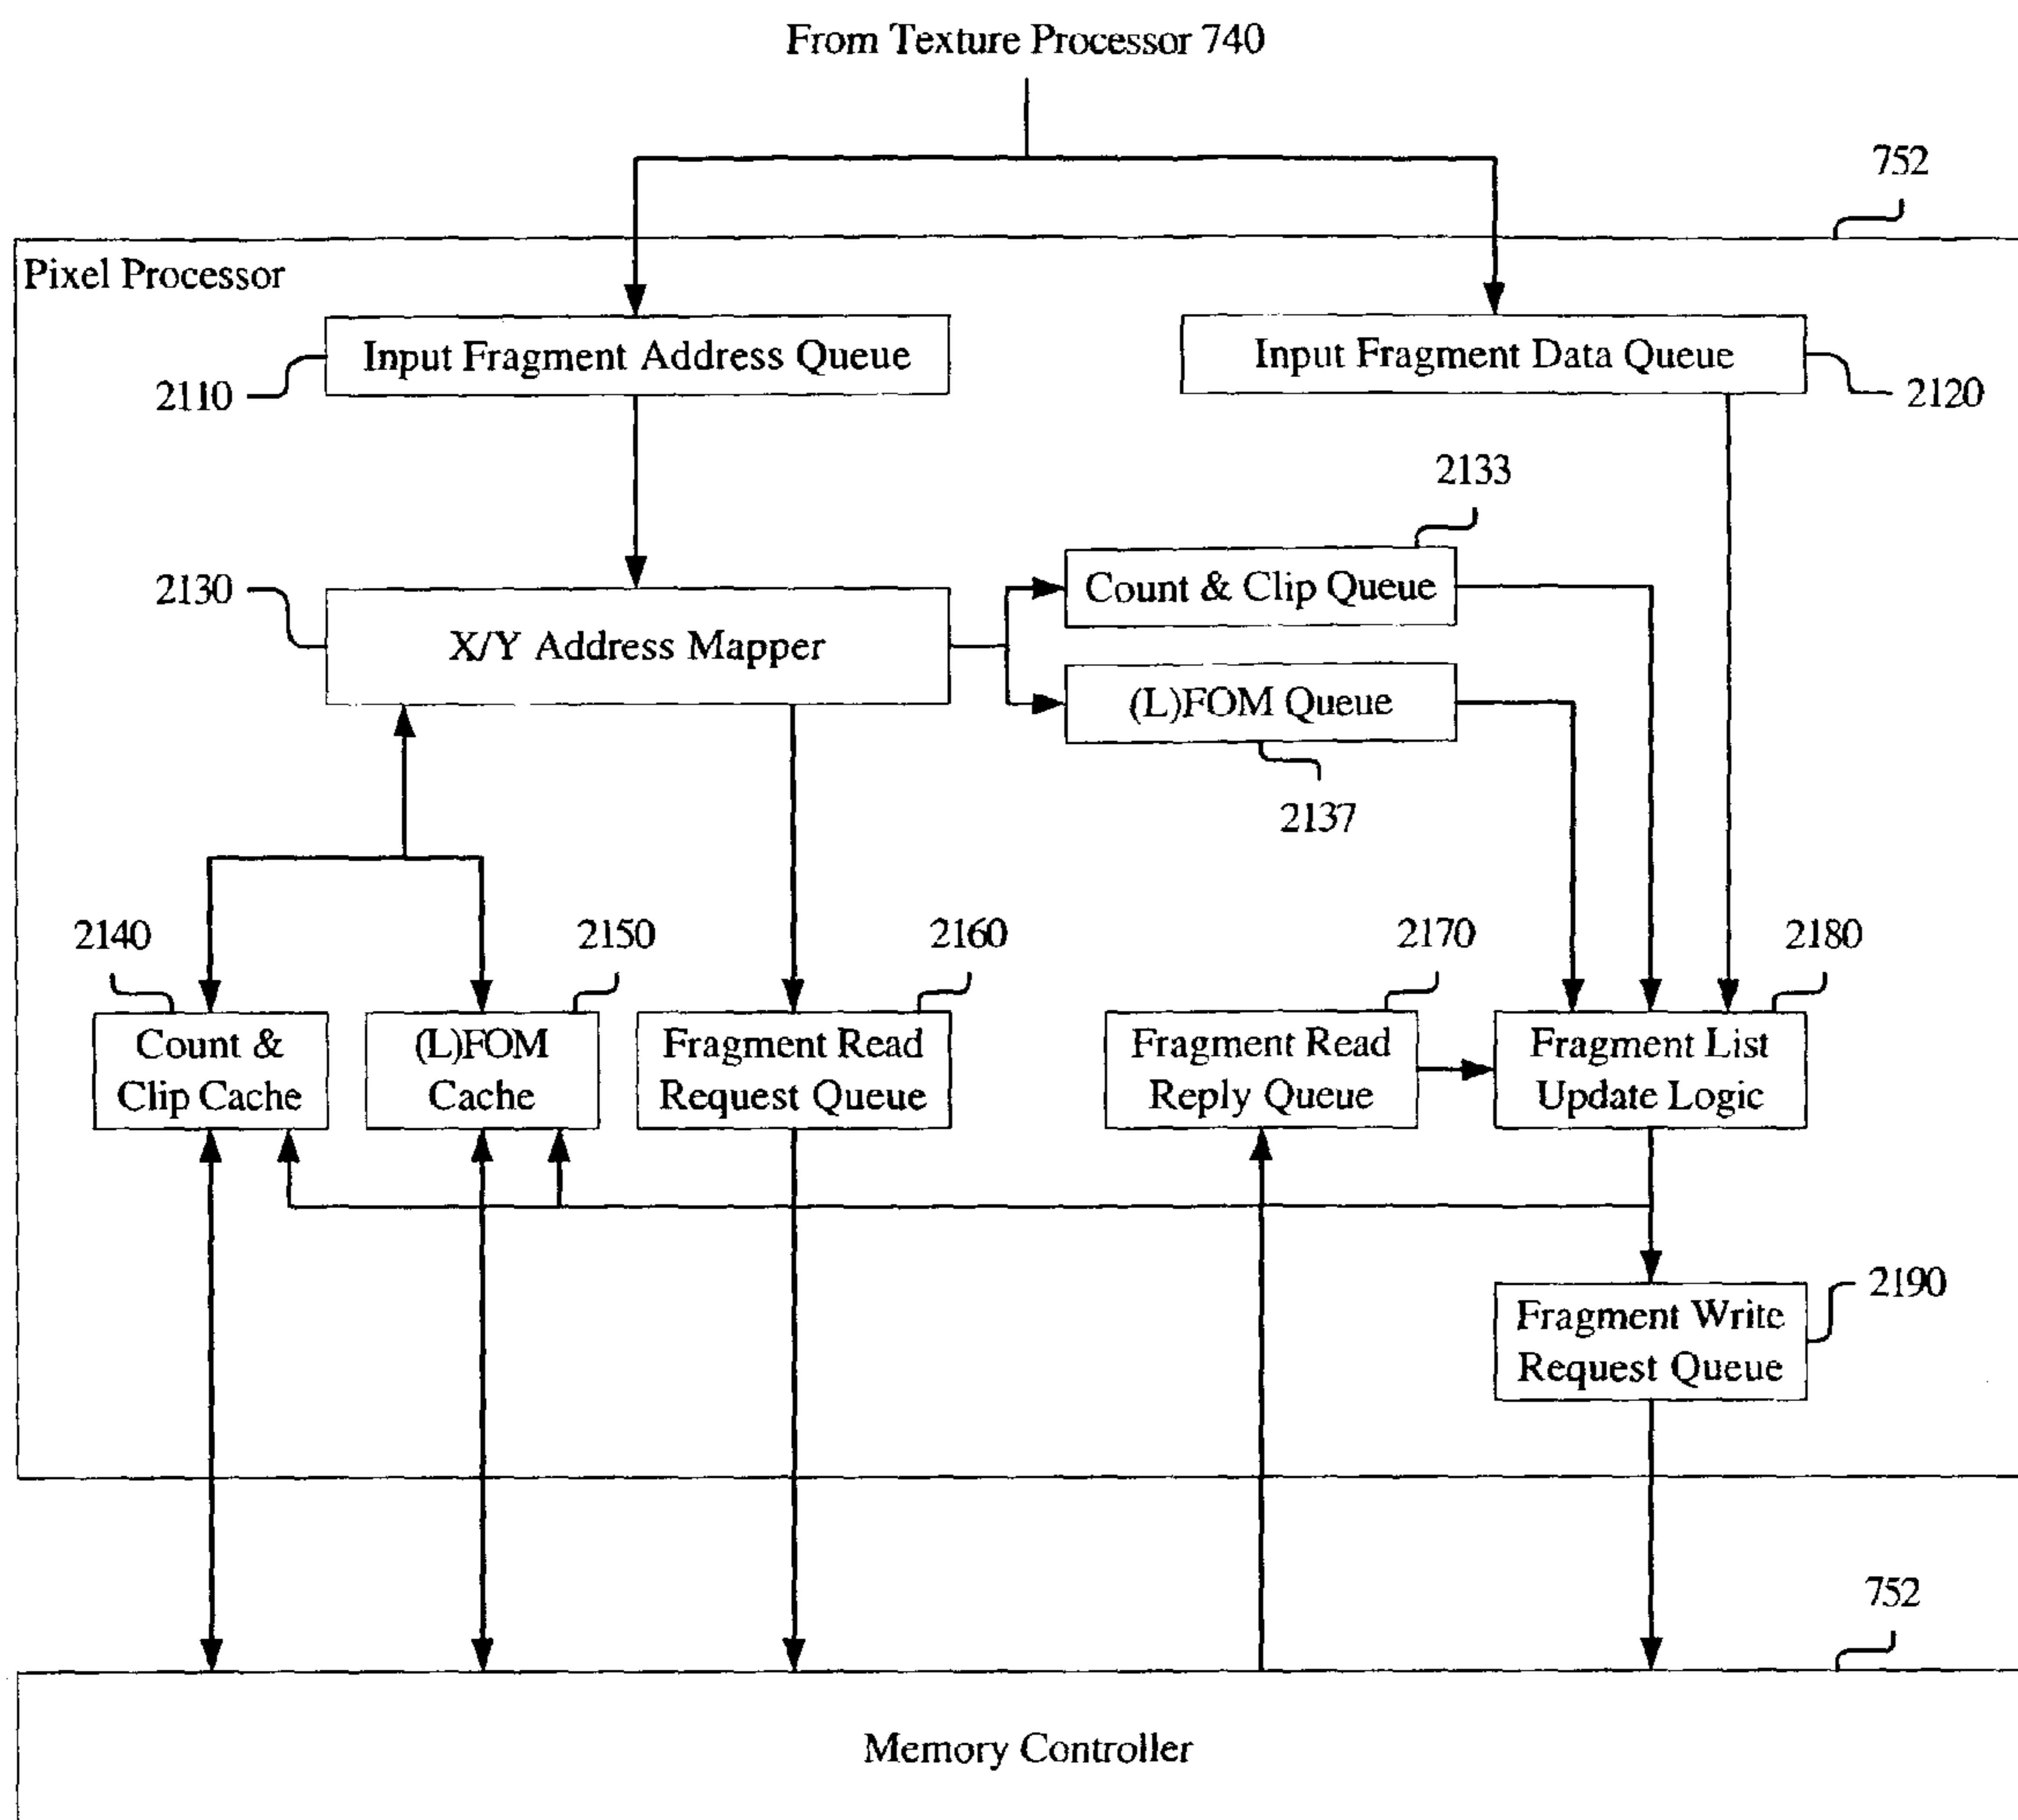 From Texture Processor 740
752
Pixel Processor
Input Fragment Address Queue
Input Fragment Data Queue
2110
2120
2133
2130
Count & Clip Queue
X/Y Address Mapper
(L)FOM Queue
2137
2140
2150
2160
2170
2180
Count &
Clip Cache
(L)FOM
Cache
Fragment Read
Request Queue
Fragment Read
Reply Queue
Fragment List
Update Logic
2190
Fragment Write
Request Queue
752
Memory Controller